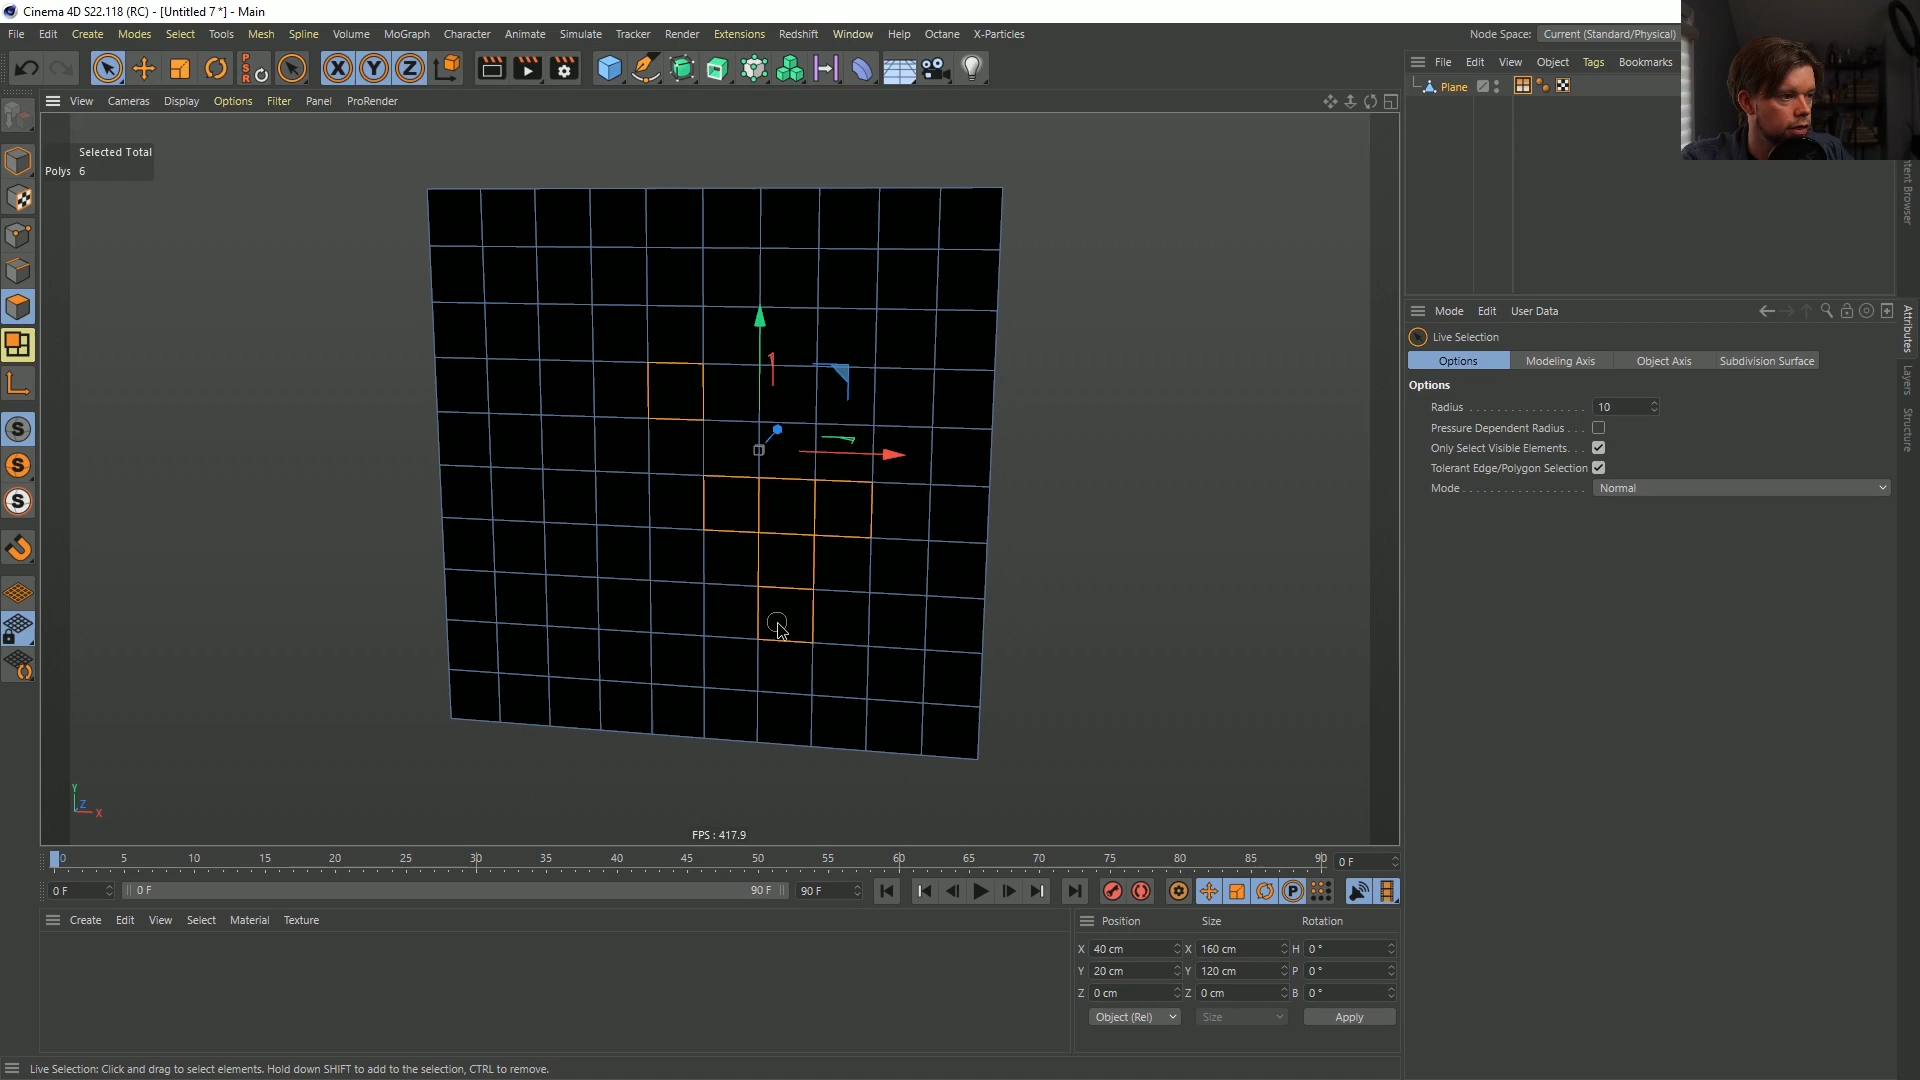 Cinema 4D S22.118 (RC) - [Untitled 7 *] - Main
File Edit Create Modes Select Tools Mesh Spline Volume MoGraph Character Animate Simulate Tracker Render Extensions Redshift Window Help Octane X-Particles Node Space: Current (Standard/Physical)
P S R X Y Z
File Edit View Object Tags Bookmarks
Plane
View Cameras Display Options Filter Panel ProRender
Selected Total
Polys 6
S
S
S
Y
Z
X
FPS : 417.9
Content Browser
Attributes
Layers
Structure
Mode Edit User Data
Live Selection
Options Modeling Axis Object Axis Subdivision Surface
Options
Radius 10
Pressure Dependent Radius
Only Select Visible Elements
Tolerant Edge/Polygon Selection
Mode Normal
0 5 10 15 20 25 30 35 40 45 50 55 60 65 70 75 80 85 90 0 F
0 F 0 F 90 F 90 F P
Create Edit View Select Material Texture
Position Size Rotation
X 40 cm X 160 cm H 0 °
Y 20 cm Y 120 cm P 0 °
Z 0 cm Z 0 cm B 0 °
Object (Rel) Size Apply
Live Selection: Click and drag to select elements. Hold down SHIFT to add to the selection, CTRL to remove.